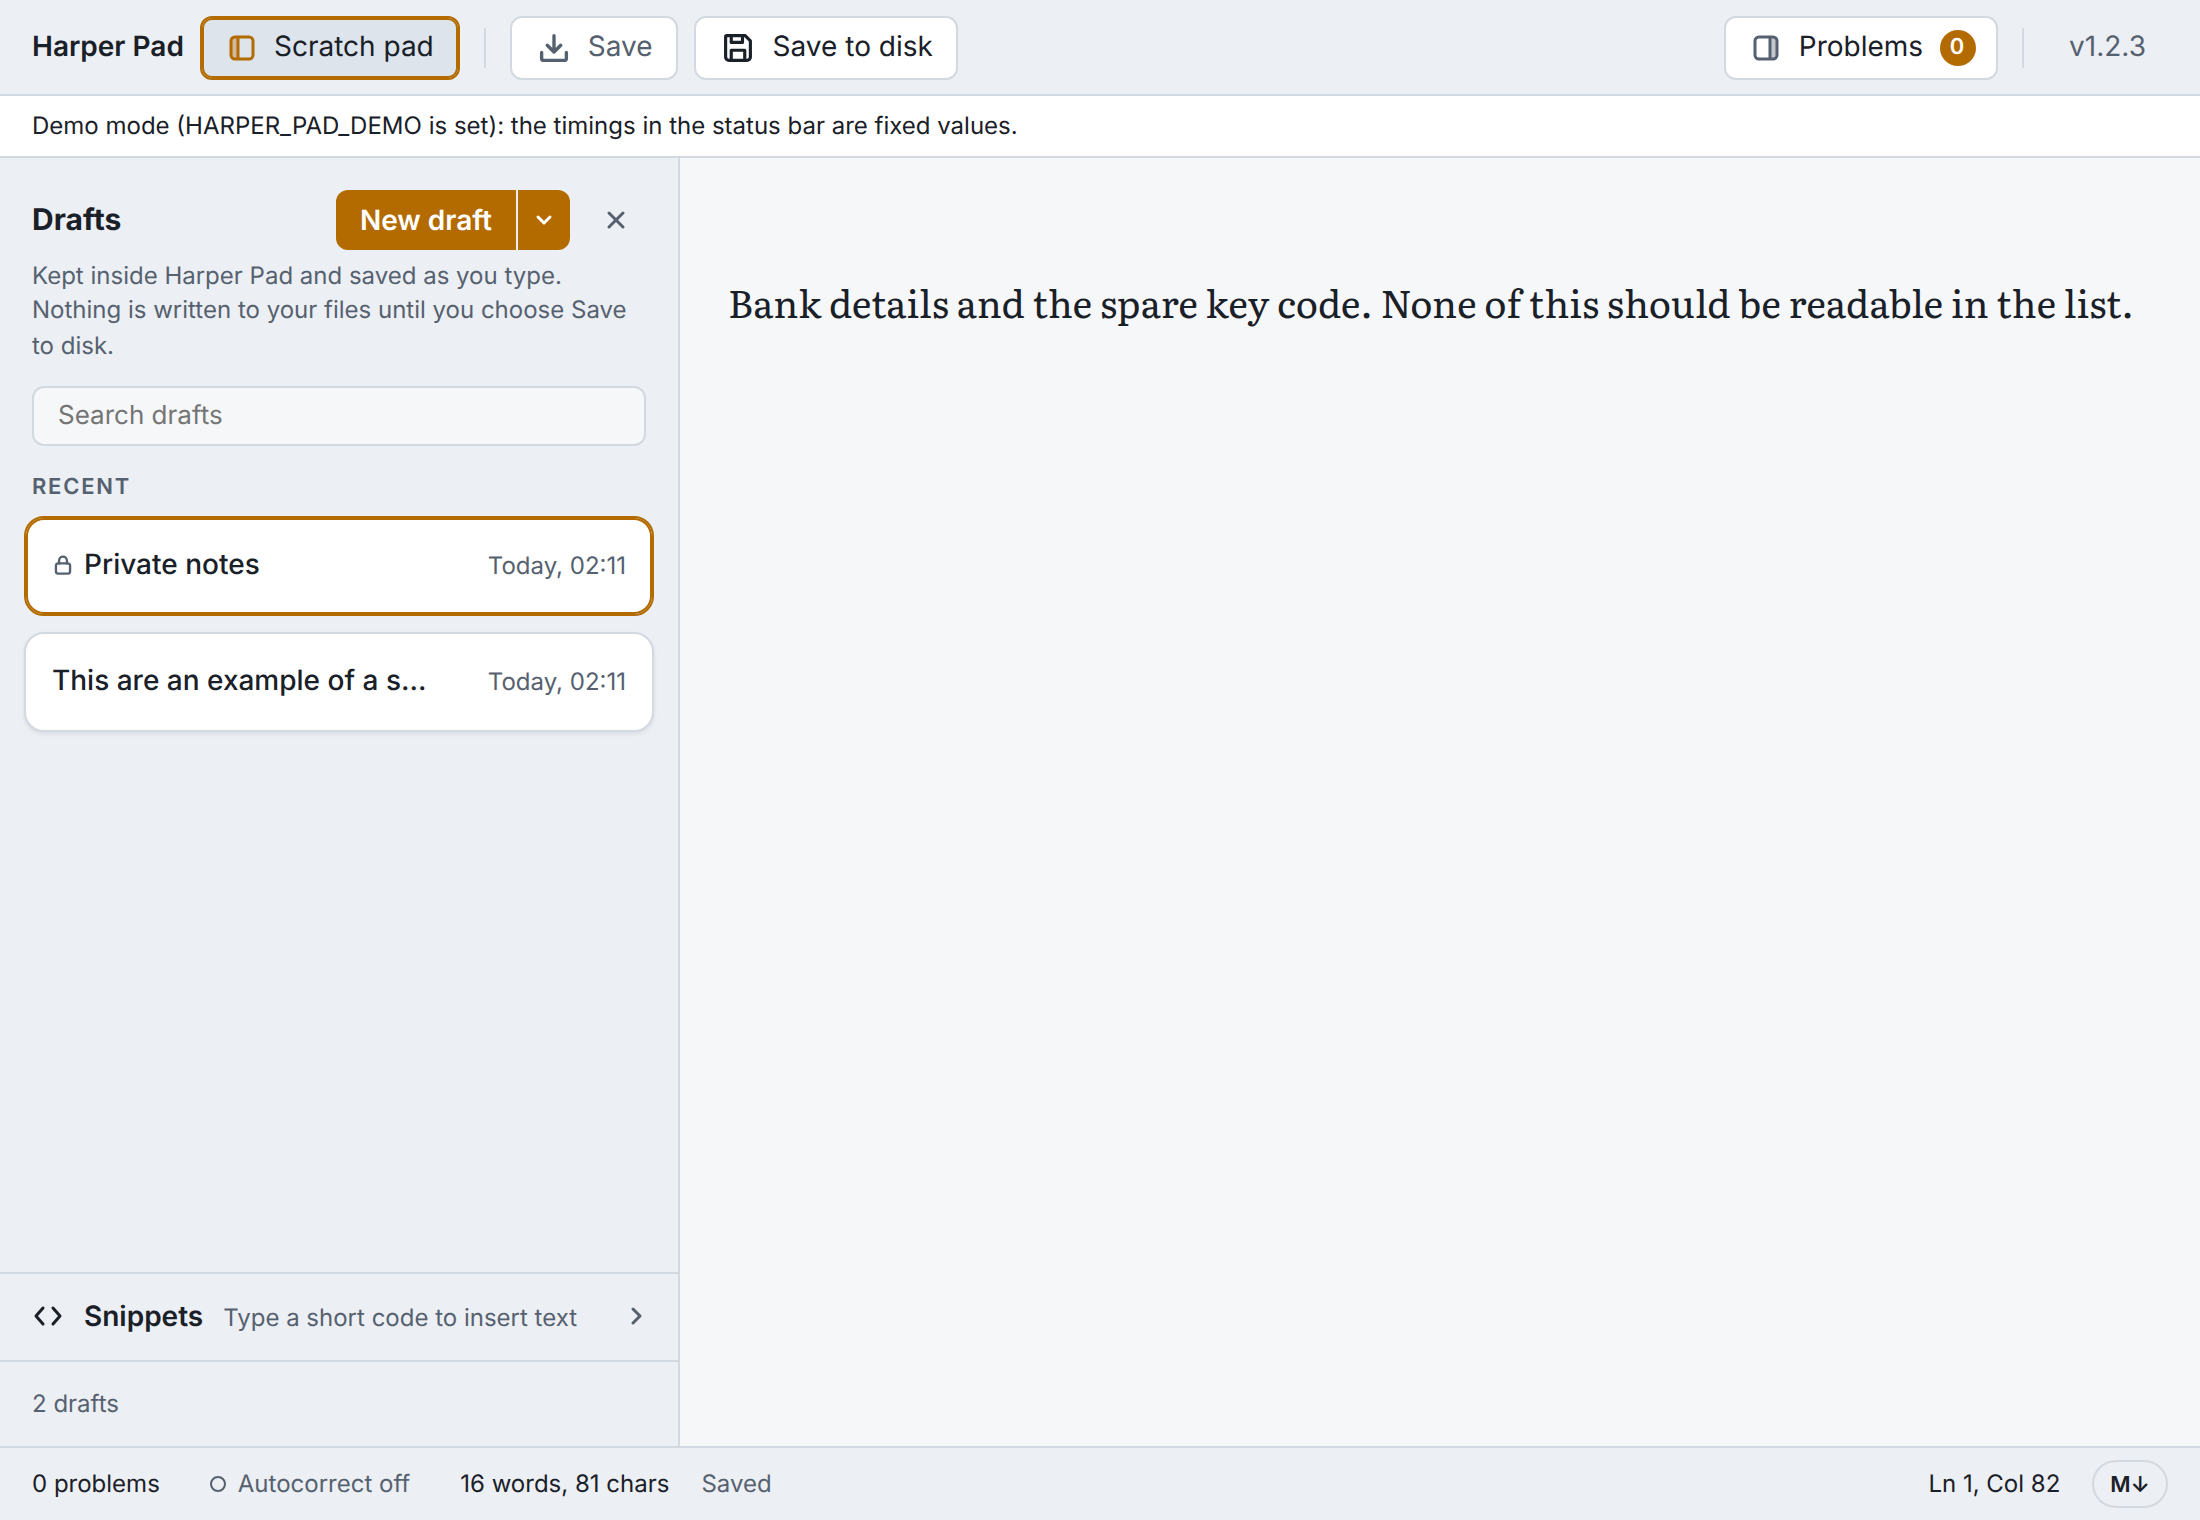 Harper Pad
Scratch pad
Save
Save to disk
Problems 0
v1.2.3
Demo mode (HARPER_PAD_DEMO is set): the timings in the status bar are fixed values.
Drafts
New draft
Kept inside Harper Pad and saved as you type.
Nothing is written to your files until you choose Save
to disk.
Search drafts
RECENT
Private notes
Today, 02:11
This are an example of a s...
Today, 02:11
Bank details and the spare key code. None of this should be readable in the list.
Snippets
Type a short code to insert text
2 drafts
0 problems
Autocorrect off
16 words, 81 chars
Saved
Ln 1, Col 82
M↓